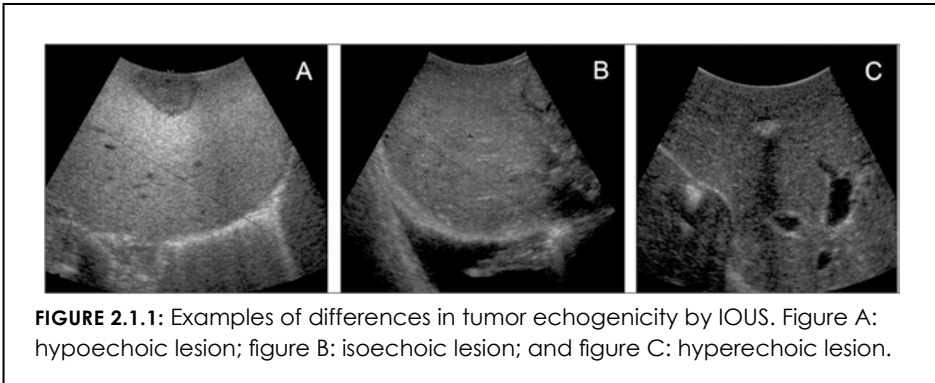 A
B
C
FIGURE 2.1.1: Examples of differences in tumor echogenicity by IOUS. Figure A:
hypoechoic lesion; figure B: isoechoic lesion; and figure C: hyperechoic lesion.